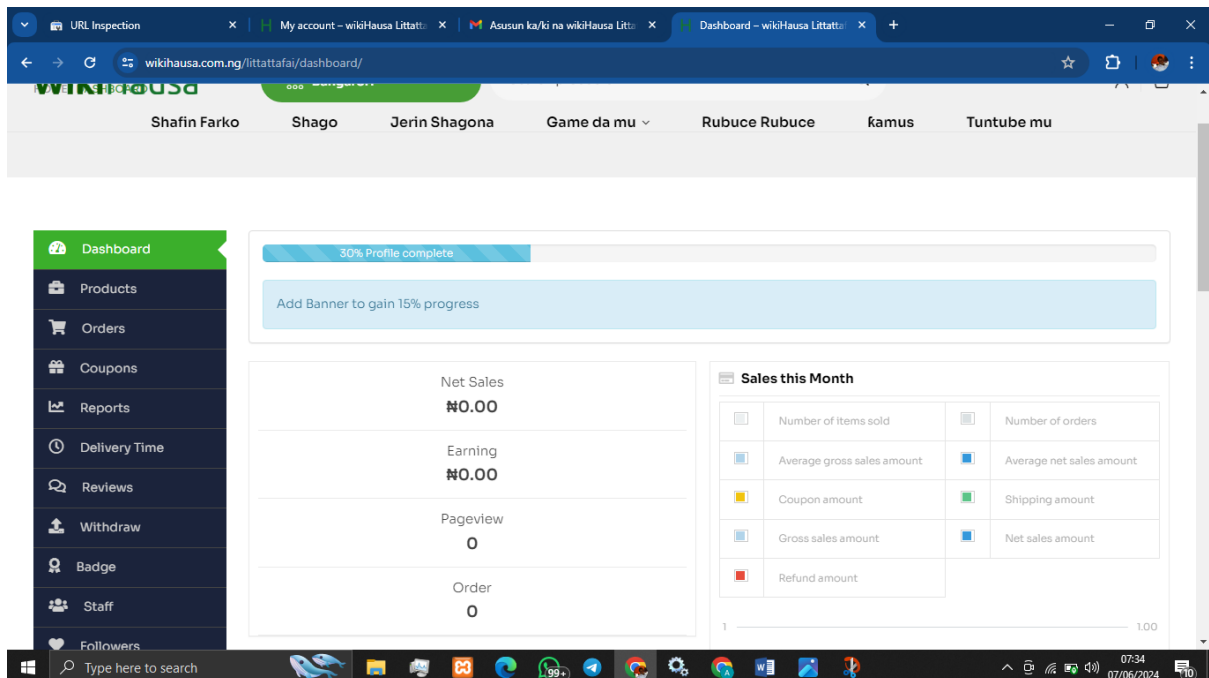 URL Inspection
My account – wikiHausa Littatta
Asusun ka/ki na wikiHausa Litta
Dashboard – wikiHausa Littattaf
wikihausa.com.ng/littattafai/dashboard/
Shafin Farko
Shago
Jerin Shagona
Game da mu
Rubuce Rubuce
Ƙamus
Tuntube mu
Dashboard
Products
Orders
Coupons
Reports
Delivery Time
Reviews
Withdraw
Badge
Staff
Followers
30% Profile complete
Add Banner to gain 15% progress
Net Sales
₦0.00
Earning
₦0.00
Pageview
0
Order
0
Sales this Month
Number of items sold
Number of orders
Average gross sales amount
Average net sales amount
Coupon amount
Shipping amount
Gross sales amount
Net sales amount
Refund amount
1
1.00
Type here to search
99+
07:34
07/06/2024
10